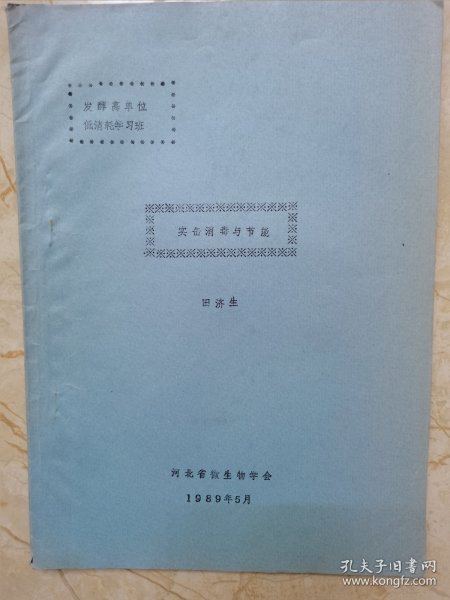 发酵高单位
低消耗学习班
实罐消毒与节能
田济生
河北省微生物学会
1989年5月
孔夫子旧书网
www.kongfz.com